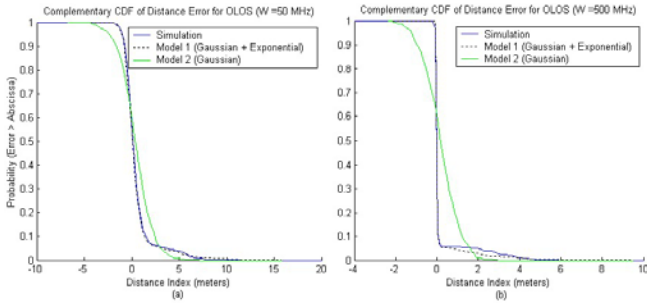 Complementary CDF of Distance Error for OLOS (W =50 MHz)
Simulation
Model 1 (Gaussian + Exponential)
Model 2 (Gaussian)
Probability (Error > Abscissa)
1
0.9
0.8
0.7
0.6
0.5
0.4
0.3
0.2
0.1
0
-10 -5 0 5 10 15 20
Distance Index (meters)
(a)
Complementary CDF of Distance Error for OLOS (W =500 MHz)
Simulation
Model 1 (Gaussian + Exponential)
Model 2 (Gaussian)
1
0.9
0.8
0.7
0.6
0.5
0.4
0.3
0.2
0.1
0
-4 -2 0 2 4 6 8 10
Distance Index (meters)
(b)